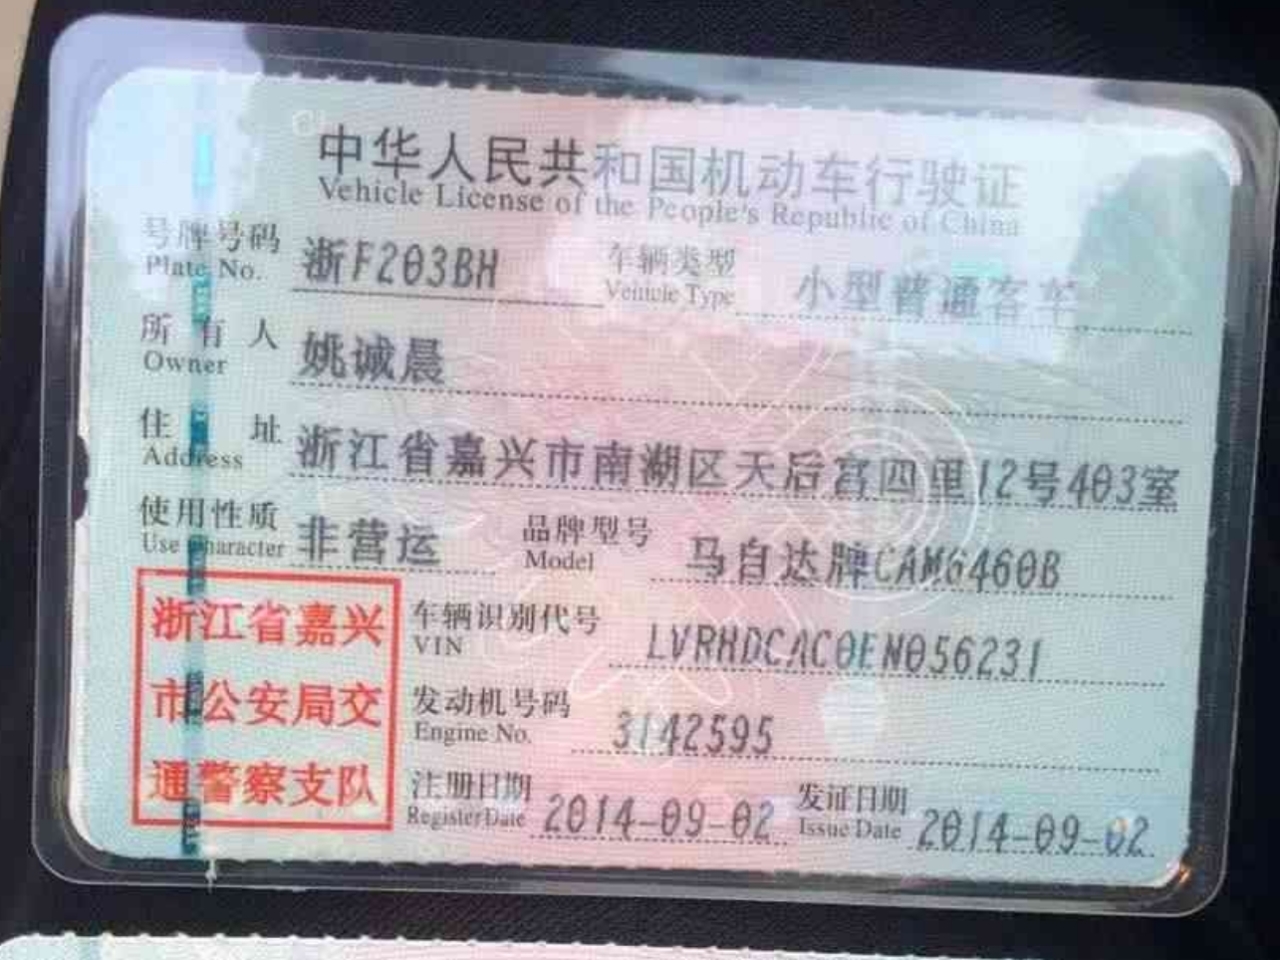 中华人民共和国机动车行驶证
Vehicle License of the People's Republic of China
号牌号码 浙F203BH 车辆类型 小型普通客车
Plate No. Vehicle Type
所有人 姚诚晨
Owner
住址 浙江省嘉兴市南湖区天后宫四里12号403室
Address
使用性质 非营运 品牌型号 马自达牌CAM6460B
Use Character Model
浙江省嘉兴
市公安局交
通警察支队
车辆识别代号 LVRHDCAC0EN056231
VIN
发动机号码 3142595
Engine No.
注册日期 2014-09-02 发证日期 2014-09-02
Register Date Issue Date